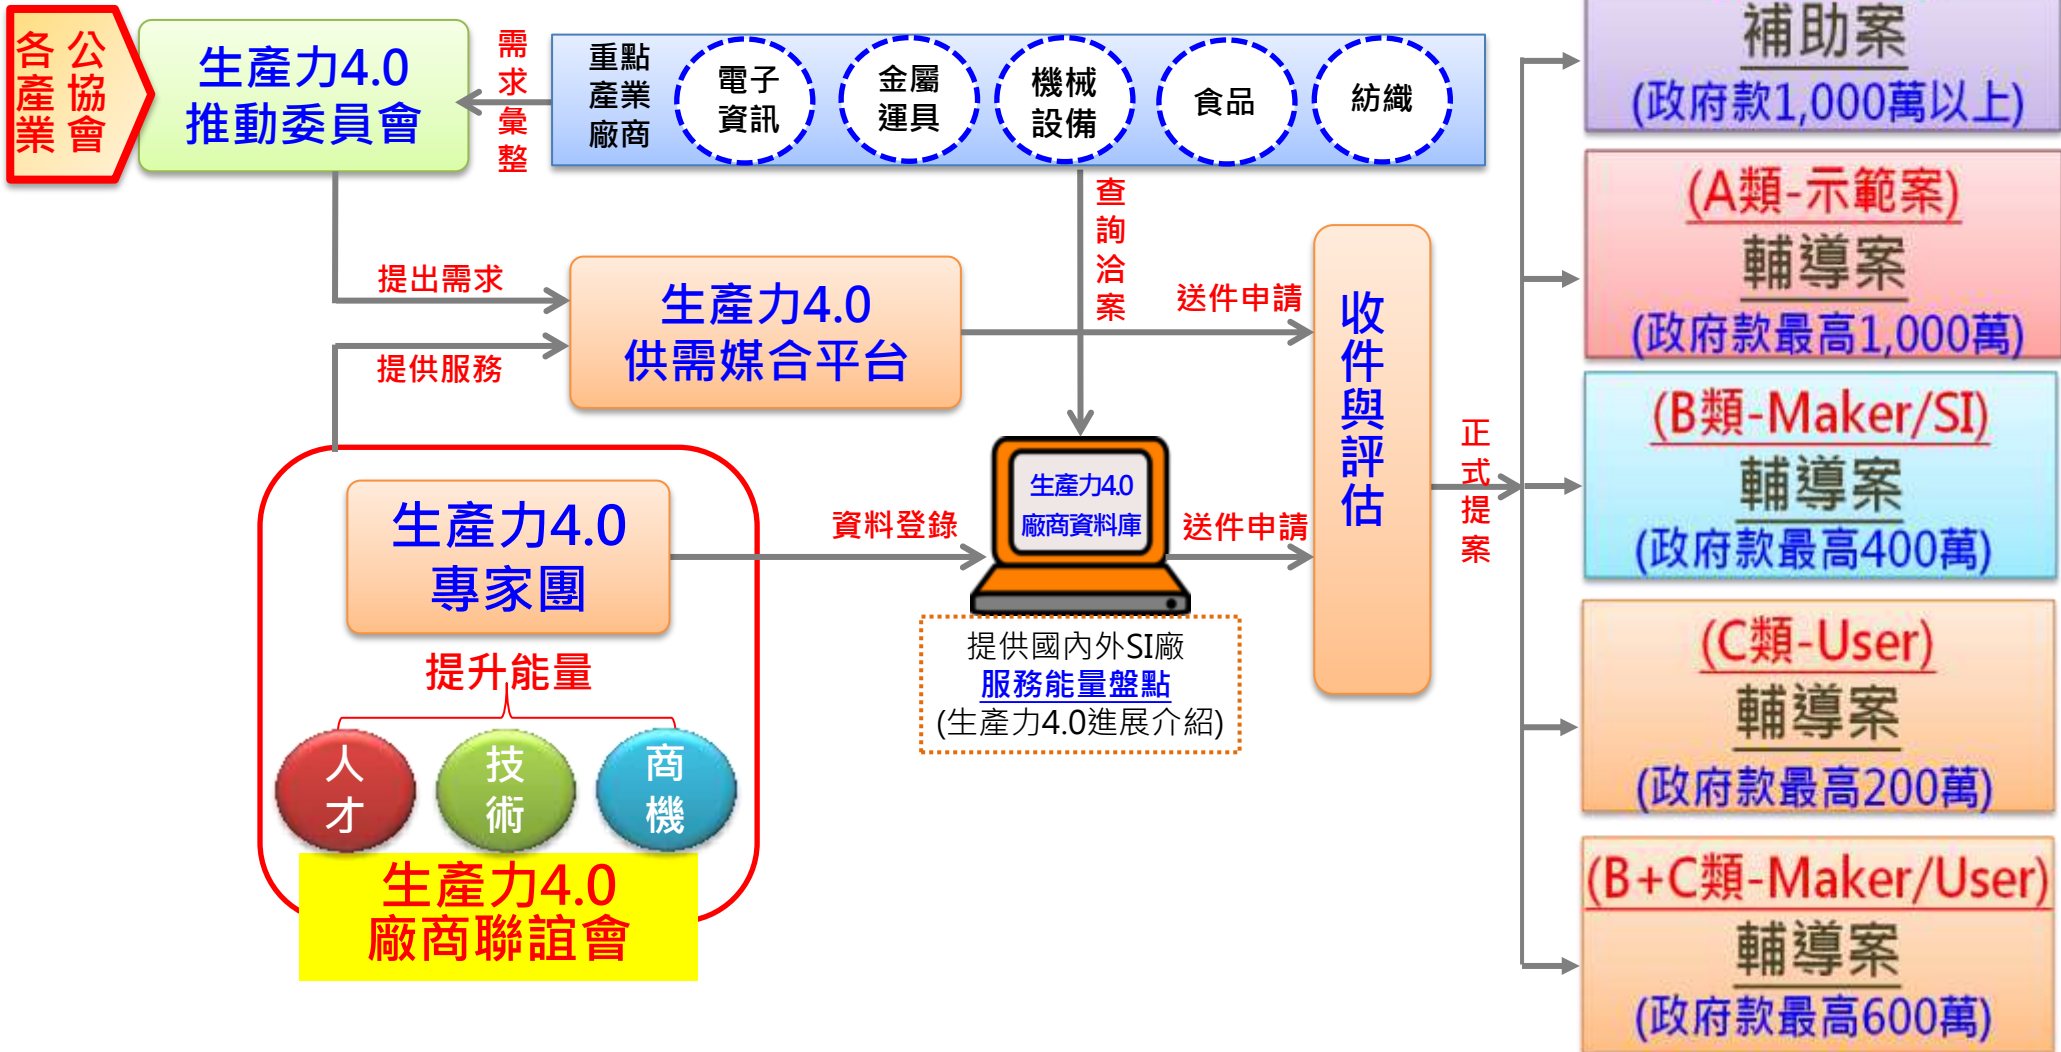 各產業
公協會
生產力4.0
推動委員會
需求彙整
重點
產業
廠商
電子
資訊
金屬
運具
機械
設備
食品
紡織
查詢洽案
提出需求
提供服務
生產力4.0
供需媒合平台
送件申請
收件與評估
生產力4.0
專家團
資料登錄
生產力4.0
廠商資料庫
送件申請
正式提案
提供國內外SI廠
服務能量盤點
(生產力4.0進展介紹)
提升能量
人才
技術
商機
生產力4.0
廠商聯誼會
補助案
(政府款1,000萬以上)
(A類-示範案)
輔導案
(政府款最高1,000萬)
(B類-Maker/SI)
輔導案
(政府款最高400萬)
(C類-User)
輔導案
(政府款最高200萬)
(B+C類-Maker/User)
輔導案
(政府款最高600萬)